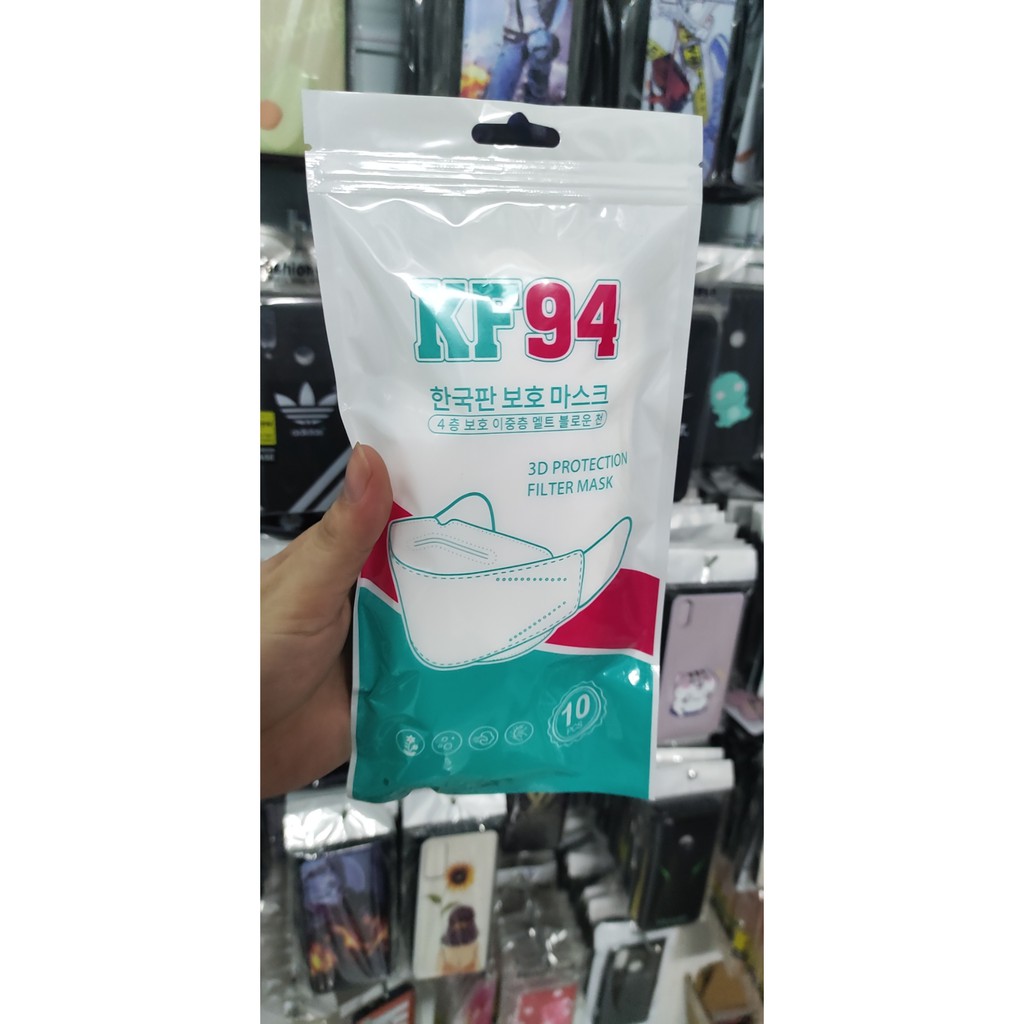 KF94
한국판 보호 마스크
4 층 보호 이중층 멜트 블로운 천
3D PROTECTION
FILTER MASK
10
PCS